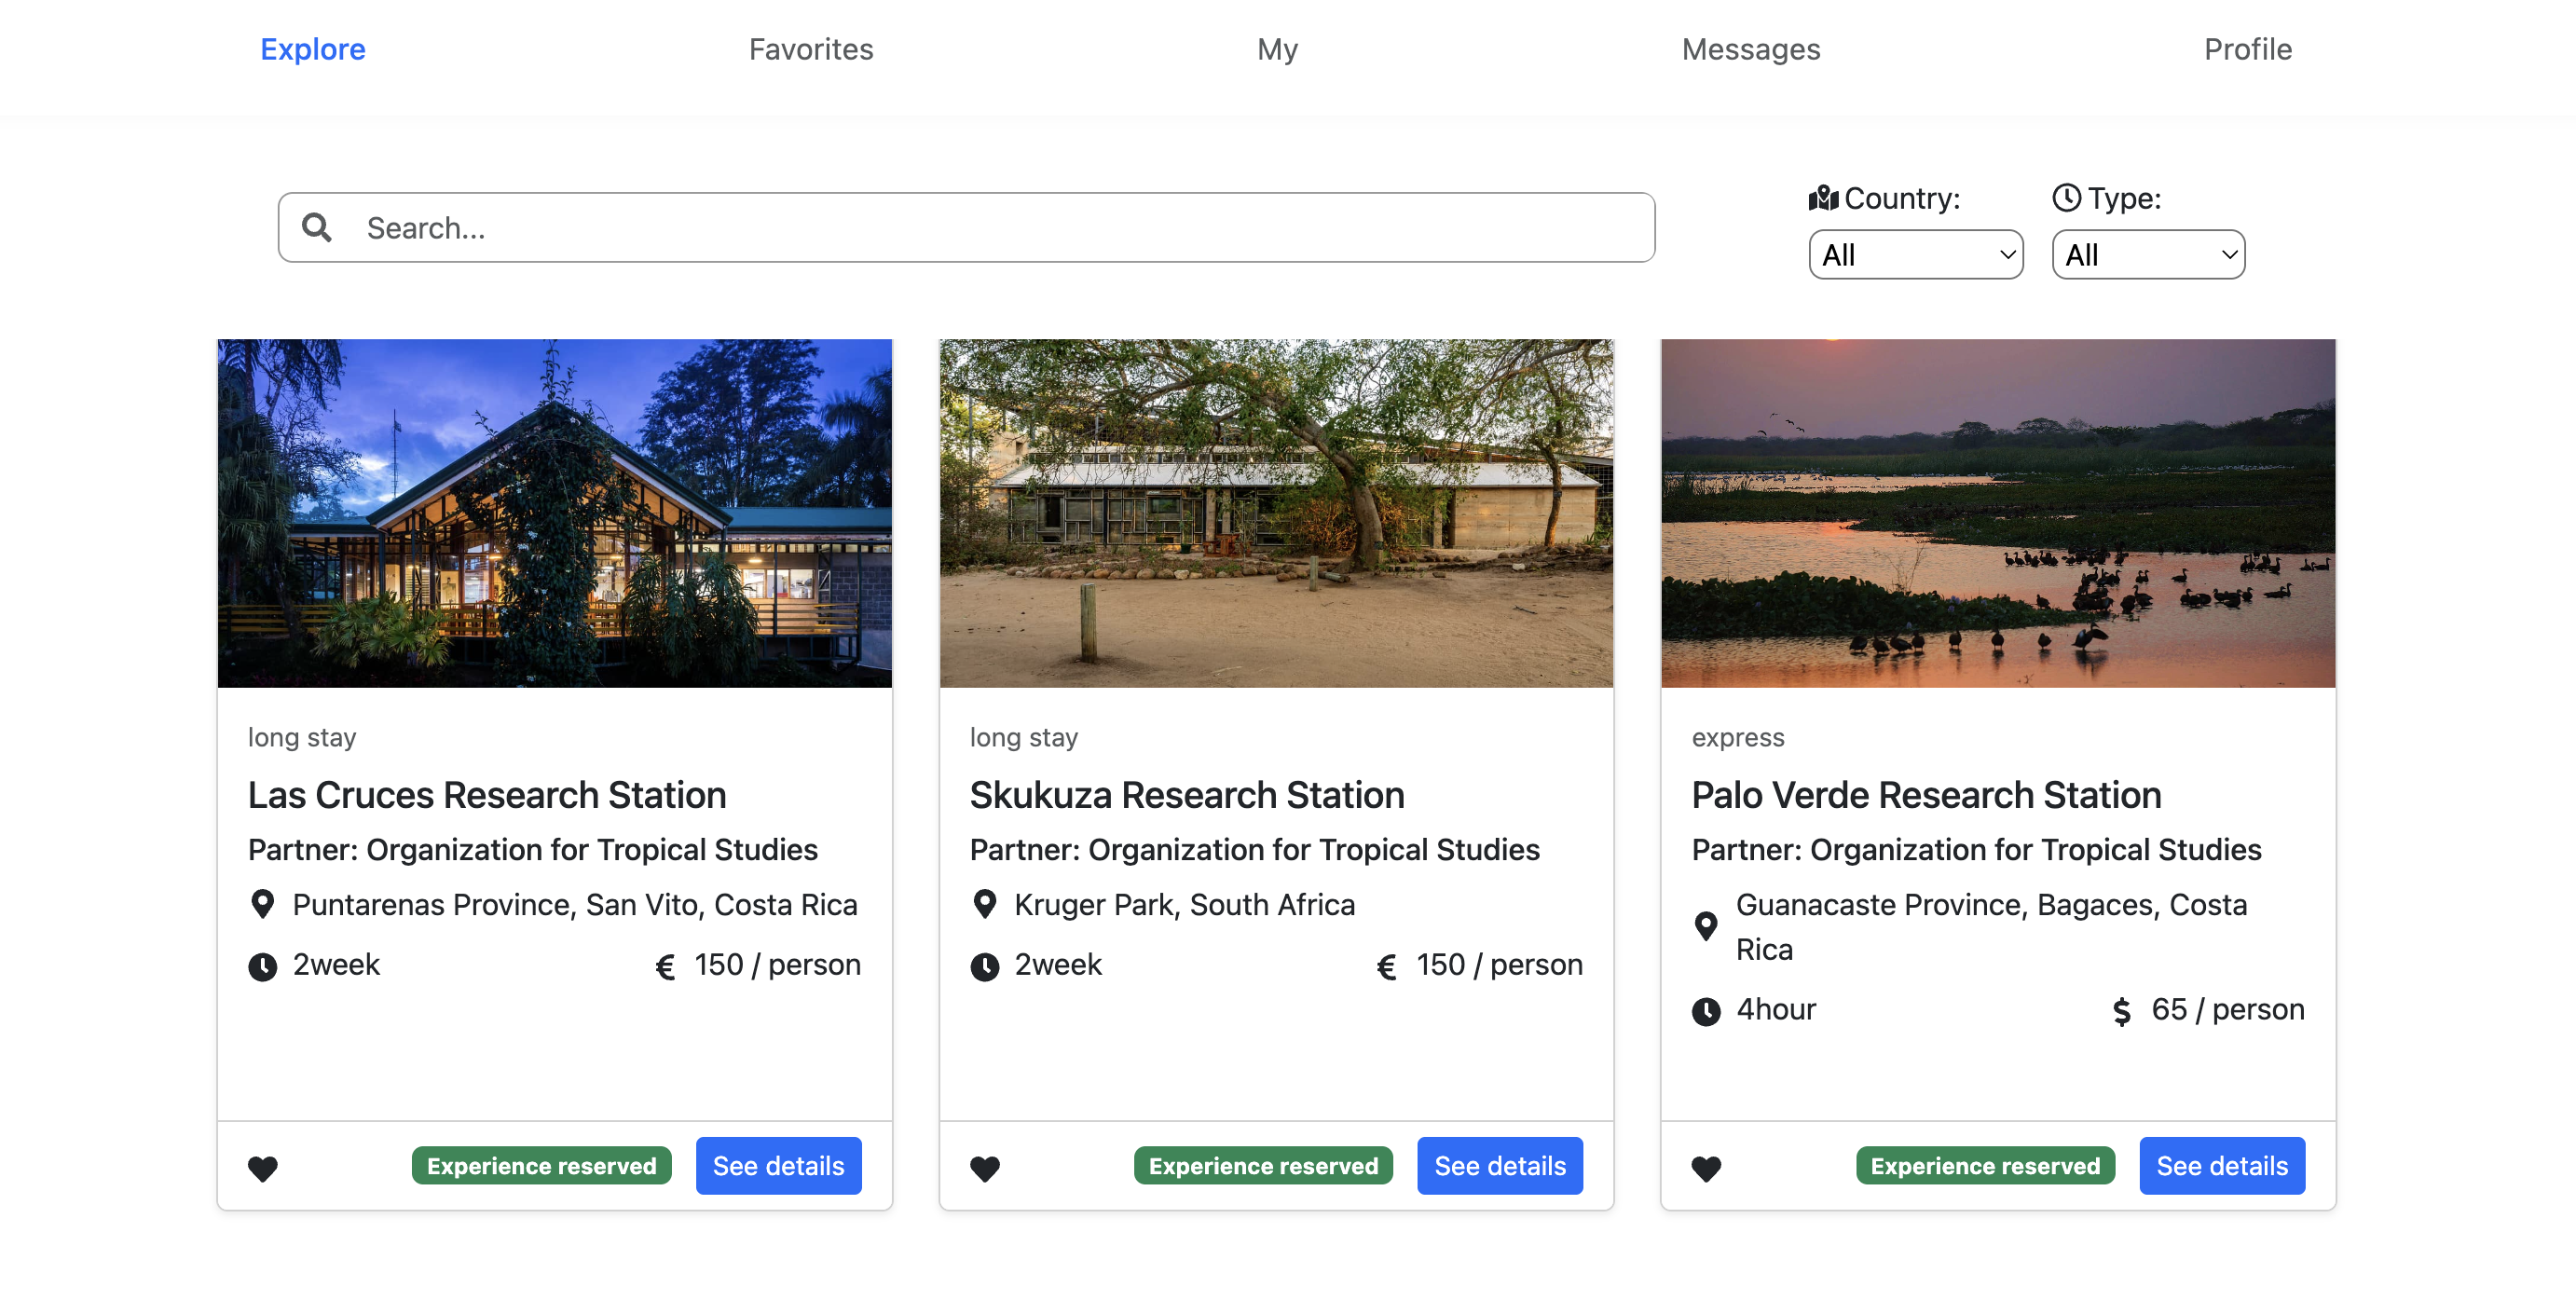 Explore Favorites My Messages Profile
Search...
Country: Type:
All All
long stay
Las Cruces Research Station
Partner: Organization for Tropical Studies
Puntarenas Province, San Vito, Costa Rica
2week € 150 / person
Experience reserved See details
long stay
Skukuza Research Station
Partner: Organization for Tropical Studies
Kruger Park, South Africa
2week € 150 / person
Experience reserved See details
express
Palo Verde Research Station
Partner: Organization for Tropical Studies
Guanacaste Province, Bagaces, Costa
Rica
4hour $ 65 / person
Experience reserved See details